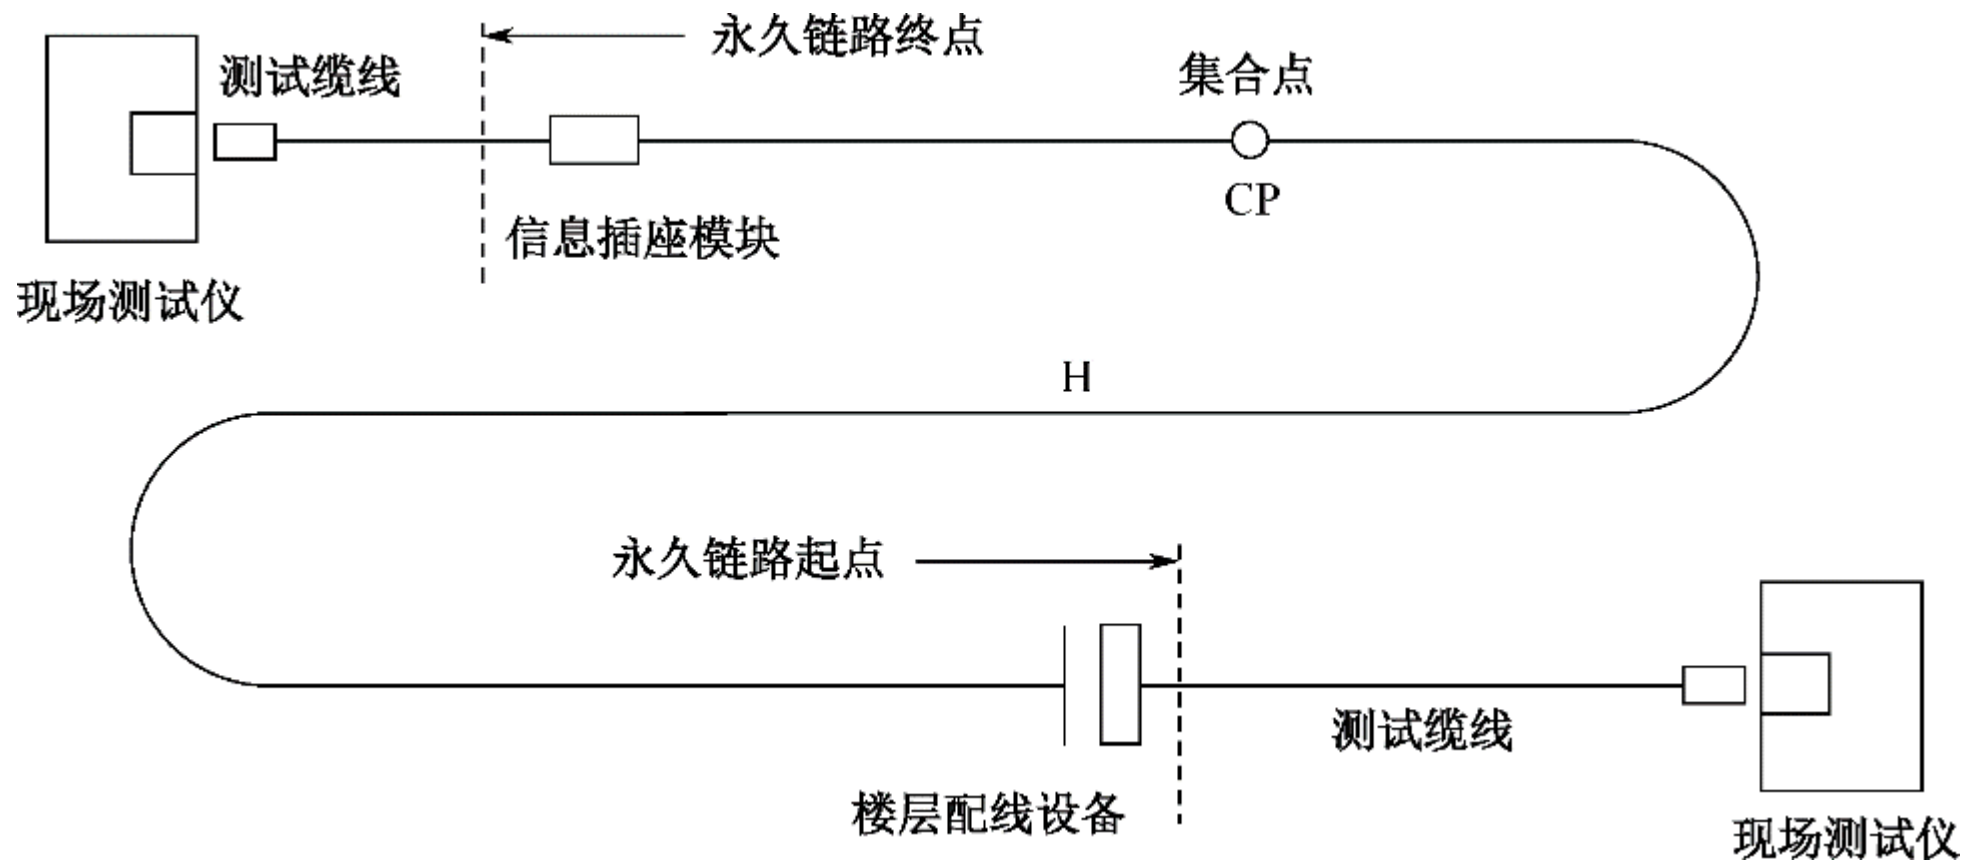 永久链路终点
测试缆线
集合点
CP
信息插座模块
现场测试仪
H
永久链路起点
测试缆线
楼层配线设备
现场测试仪